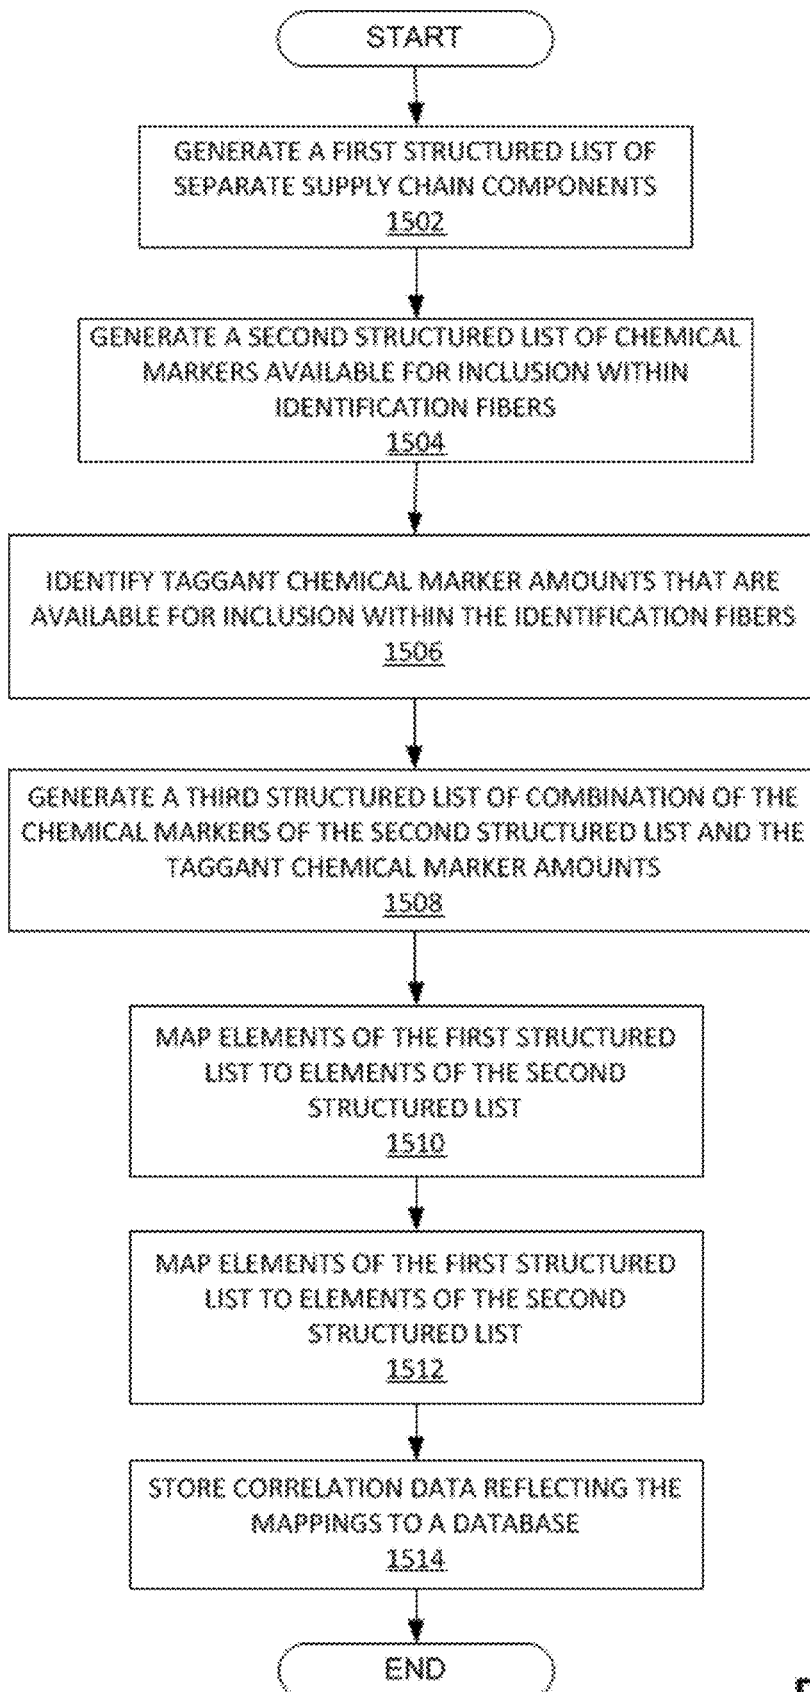 START
GENERATE A FIRST STRUCTURED LIST OF
SEPARATE SUPPLY CHAIN COMPONENTS
1502
GENERATE A SECOND STRUCTURED LIST OF CHEMICAL
MARKERS AVAILABLE FOR INCLUSION WITHIN
IDENTIFICATION FIBERS
1504
IDENTIFY TAGGANT CHEMICAL MARKER AMOUNTS THAT ARE
AVAILABLE FOR INCLUSION WITHIN THE IDENTIFICATION FIBERS
1506
GENERATE A THIRD STRUCTURED LIST OF COMBINATION OF THE
CHEMICAL MARKERS OF THE SECOND STRUCTURED LIST AND THE
TAGGANT CHEMICAL MARKER AMOUNTS
1508
MAP ELEMENTS OF THE FIRST STRUCTURED
LIST TO ELEMENTS OF THE SECOND
STRUCTURED LIST
1510
MAP ELEMENTS OF THE FIRST STRUCTURED
LIST TO ELEMENTS OF THE SECOND
STRUCTURED LIST
1512
STORE CORRELATION DATA REFLECTING THE
MAPPINGS TO A DATABASE
1514
END